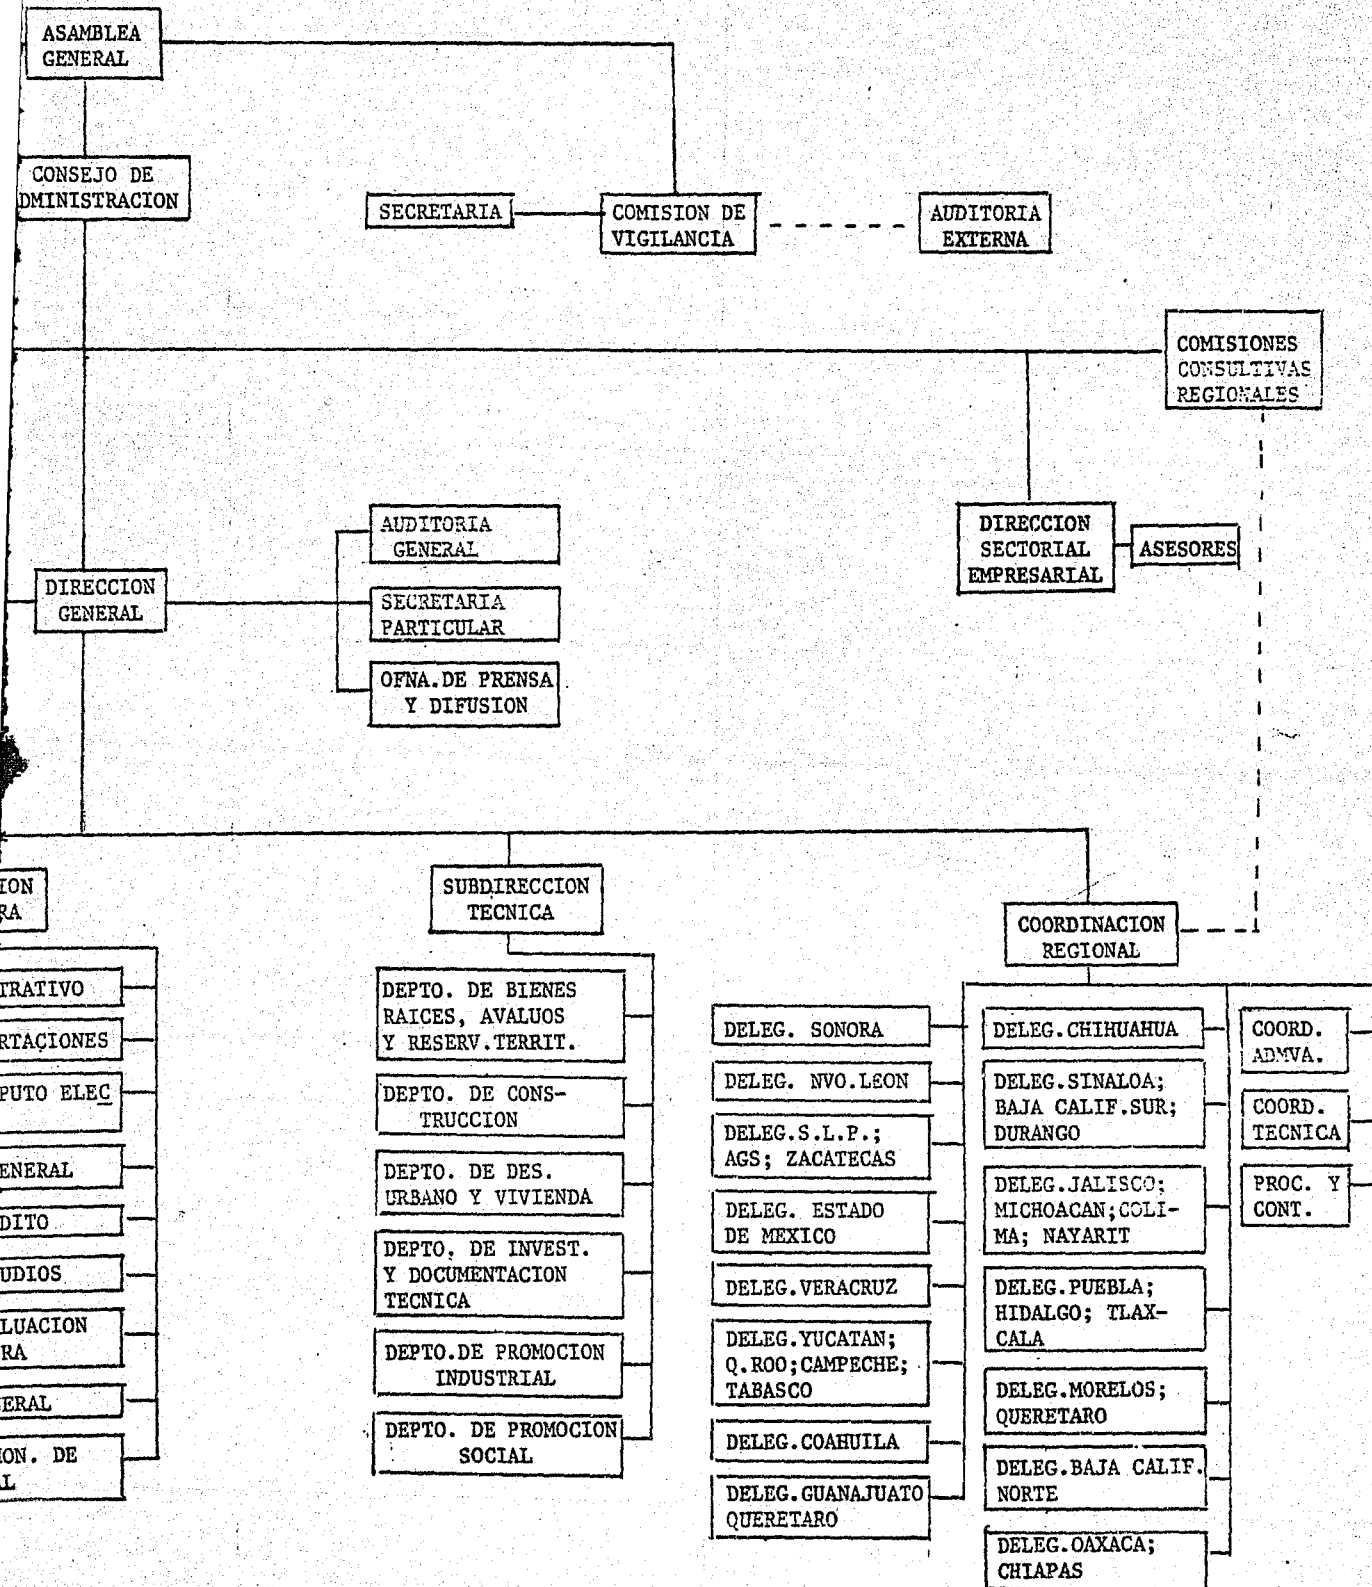 ASAMBLEA
GENERAL
CONSEJO DE
DMINISTRACION
SECRETARIA
COMISION DE
VIGILANCIA
AUDITORIA
EXTERNA
COMISIONES
CONSULTIVAS
REGIONALES
AUDITORIA
GENERAL
DIRECCION
GENERAL
SECRETARIA
PARTICULAR
OFNA.DE PRENSA
Y DIFUSION
DIRECCION
SECTORIAL
EMPRESARIAL
ASESORES
ION
RA
TRATIVO
RTACIONES
PUTO ELEC
ENERAL
DITO
UDIOS
LUACION
RA
NERAL
ON. DE
L
SUBDIRECCION
TECNICA
DEPTO. DE BIENES
RAICES, AVALUOS
Y RESERV.TERRIT.
DEPTO. DE CONS-
TRUCCION
DEPTO. DE DES.
URBANO Y VIVIENDA
DEPTO. DE INVEST.
Y DOCUMENTACION
TECNICA
DEPTO.DE PROMOCION
INDUSTRIAL
DEPTO. DE PROMOCION
SOCIAL
COORDINACION
REGIONAL
DELEG. SONORA
DELEG. NVO.LEON
DELEG.S.L.P.;
AGS; ZACATECAS
DELEG. ESTADO
DE MEXICO
DELEG.VERACRUZ
DELEG.YUCATAN;
Q.ROO;CAMPECHE;
TABASCO
DELEG.COAHUILA
DELEG.GUANAJUATO
QUERETARO
DELEG.CHIHUAHUA
DELEG.SINALOA;
BAJA CALIF.SUR;
DURANGO
DELEG.JALISCO;
MICHOACAN;COLI-
MA; NAYARIT
DELEG.PUEBLA;
HIDALGO; TLAX-
CALA
DELEG.MORELOS;
QUERETARO
DELEG.BAJA CALIF.
NORTE
DELEG.OAXACA;
CHIAPAS
COORD.
ADMVA.
COORD.
TECNICA
PROC. Y
CONT.